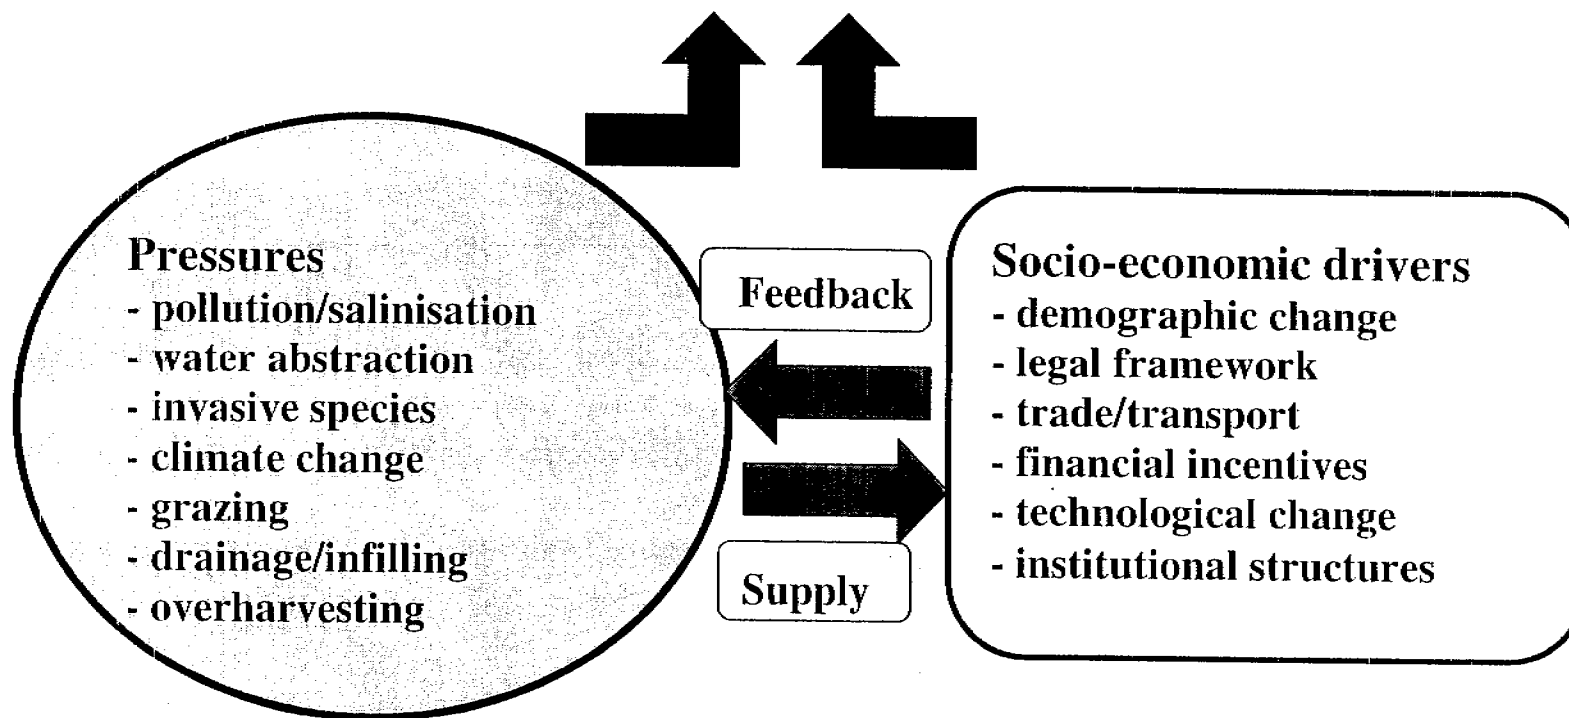 Pressures
- pollution/salinisation
- water abstraction
- invasive species
- climate change
- grazing
- drainage/infilling
- overharvesting
Feedback
Supply
Socio-economic drivers
- demographic change
- legal framework
- trade/transport
- financial incentives
- technological change
- institutional structures